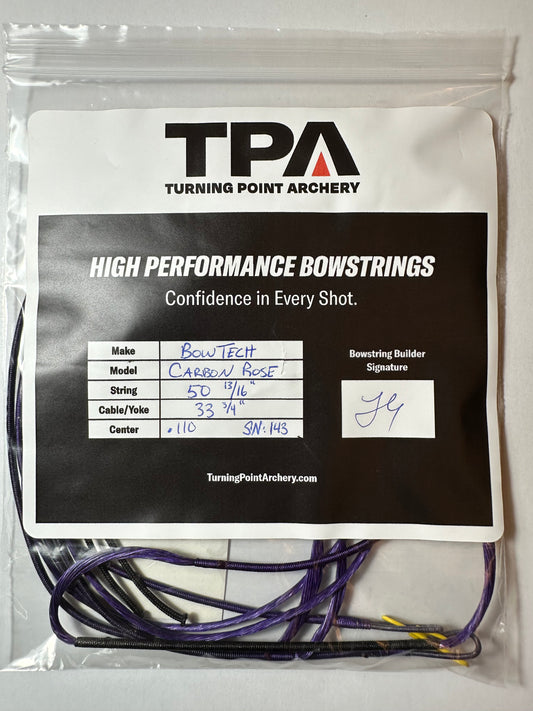 TPA
TURNING POINT ARCHERY
HIGH PERFORMANCE BOWSTRINGS
Confidence in Every Shot.
Make BOWTECH
Model CARBON ROSE
String 50 13/16"
Cable/Yoke 33 3/4"
Center .110 SN: 143
Bowstring Builder
Signature
TurningPointArchery.com